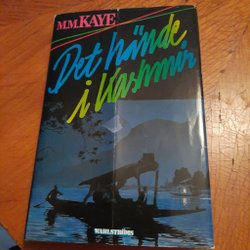 M.M.KAYE
Det hände
i Kashmir
WAHLSTRÖMS